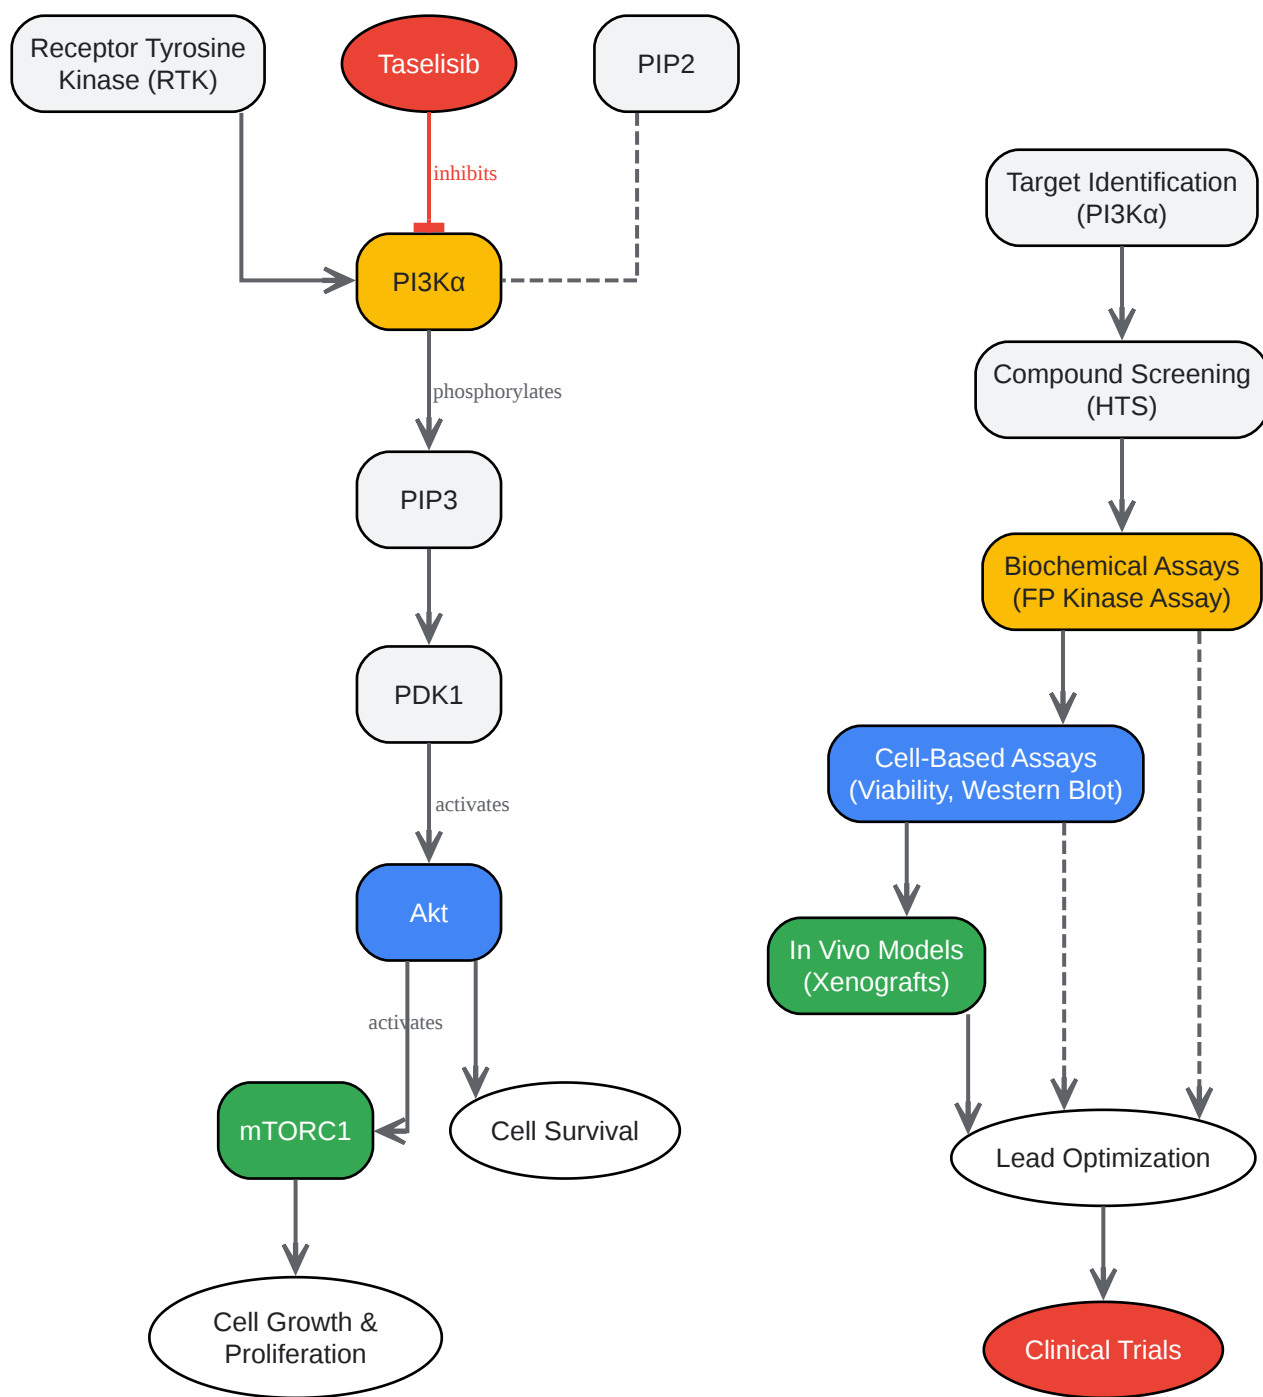 Receptor Tyrosine
Kinase (RTK)
Taselisib
PIP2
inhibits
PI3Kα
phosphorylates
PIP3
PDK1
activates
Akt
activates
mTORC1
Cell Survival
Cell Growth &
Proliferation
Target Identification
(PI3Kα)
Compound Screening
(HTS)
Biochemical Assays
(FP Kinase Assay)
Cell-Based Assays
(Viability, Western Blot)
In Vivo Models
(Xenografts)
Lead Optimization
Clinical Trials